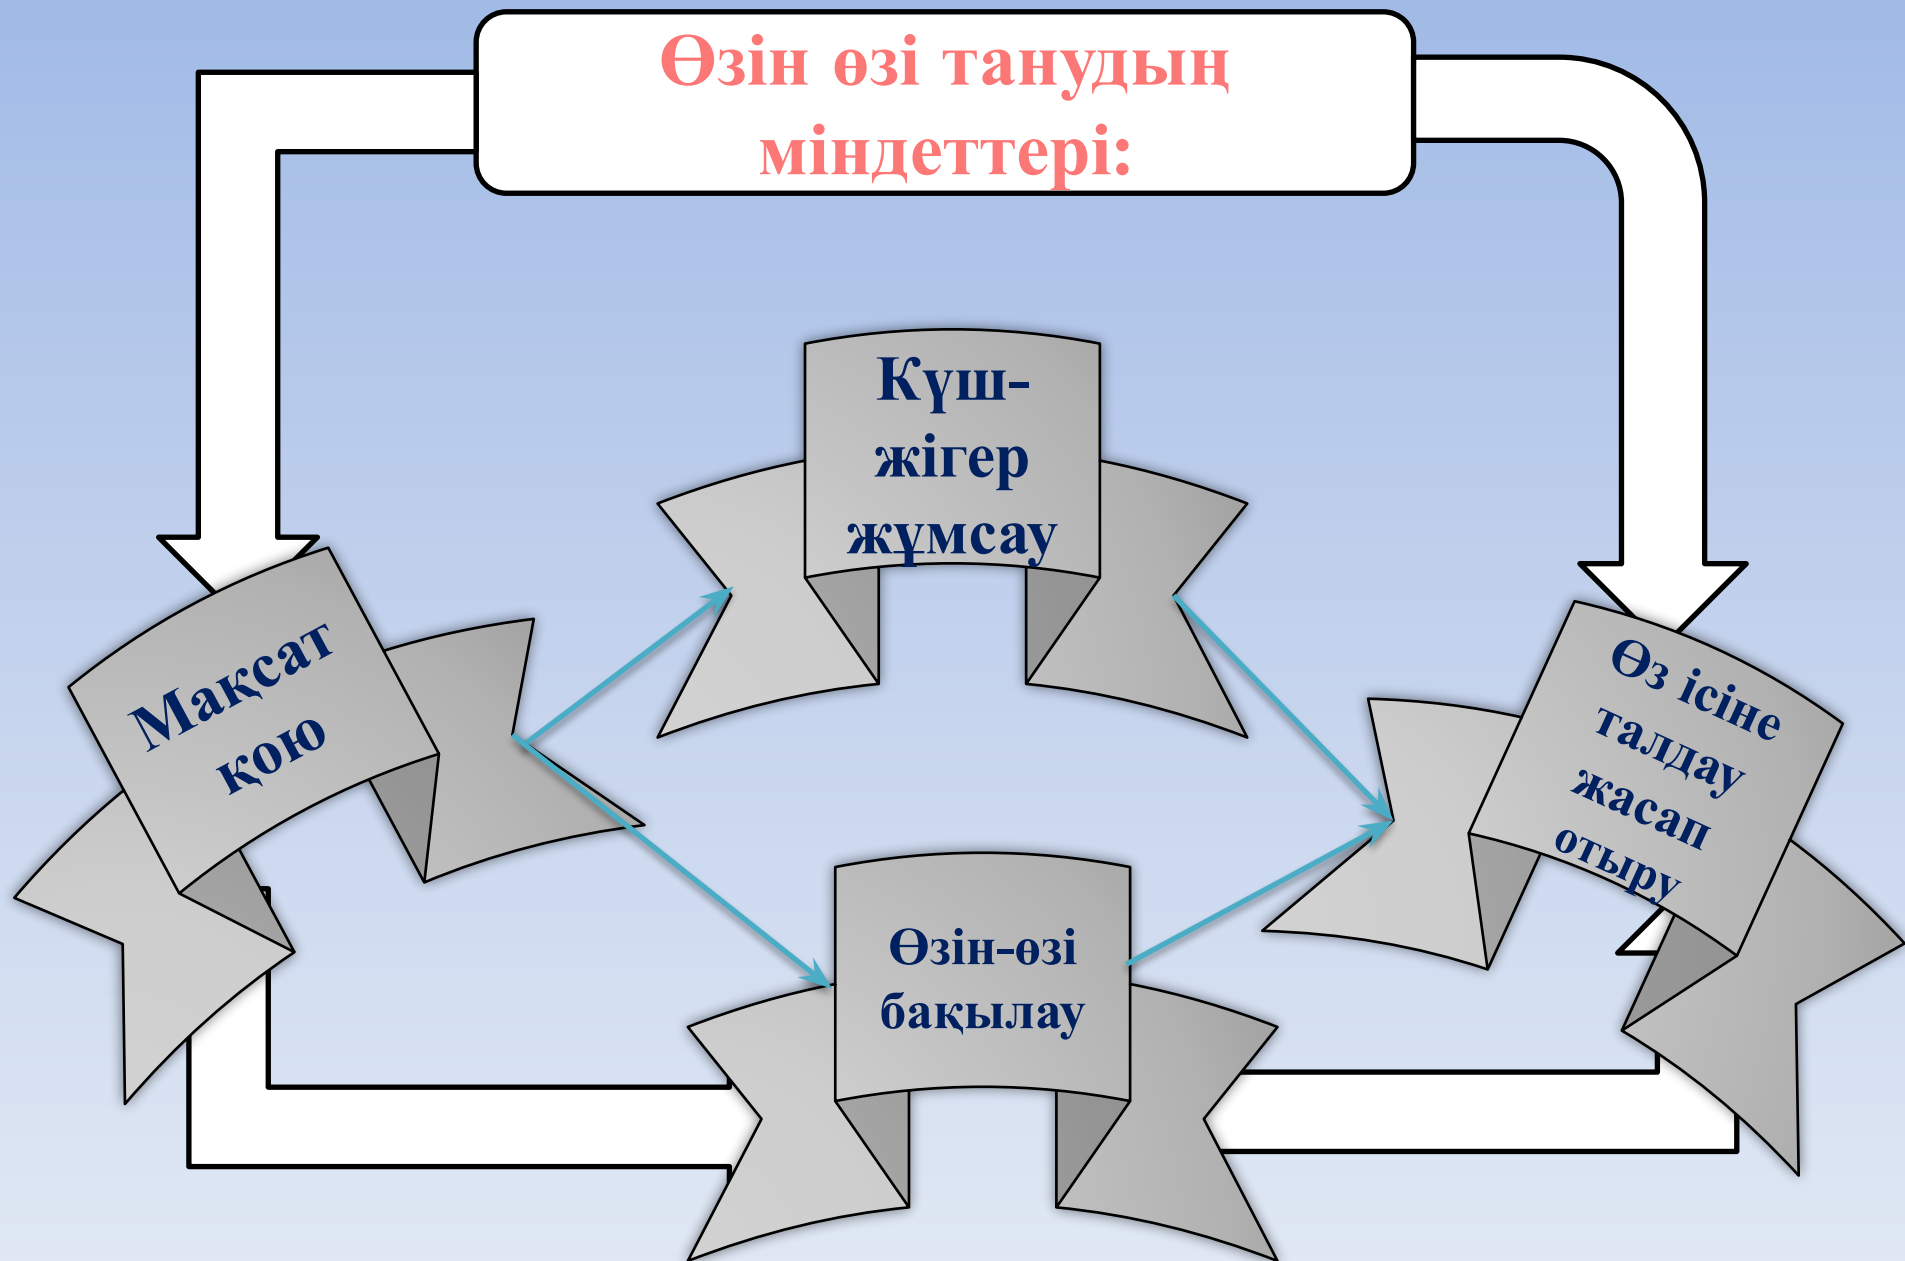 Өзін өзі танудың
міндеттері:
Күш-
жігер
жұмсау
Мақсат
қою
Өз ісіне
талдау
жасап
отыру
Өзін-өзі
бақылау